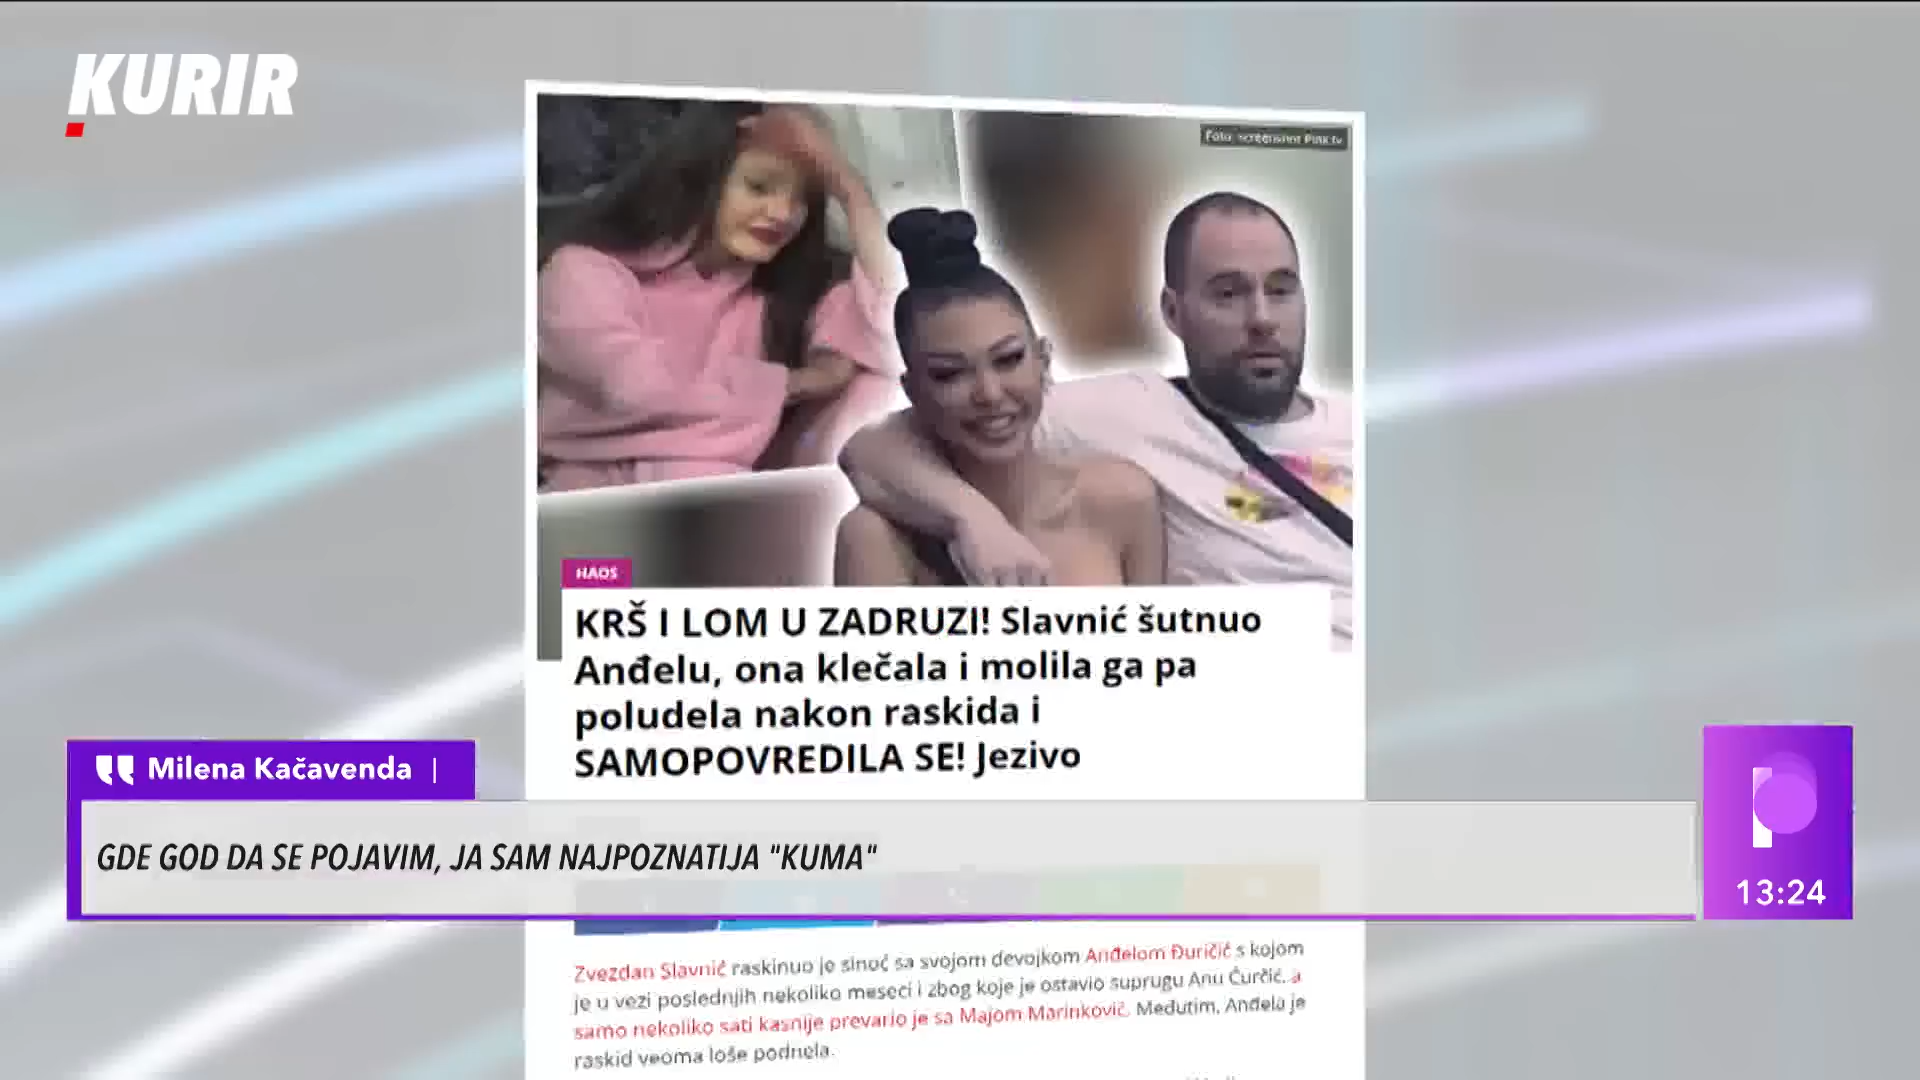 KURIR
Foto: screenshot Pink.tv
HAOS
KRŠ I LOM U ZADRUZI! Slavnić šutnuo
Anđelu, ona klečala i molila ga pa
poludela nakon raskida i
SAMOPOVREDILA SE! Jezivo
Milena Kačavenda |
GDE GOD DA SE POJAVIM, JA SAM NAJPOZNATIJA "KUMA"
13:24
Zvezdan Slavnić raskinuo je sinoć sa svojom devojkom Anđelom Đuričić s kojom
je u vezi poslednjih nekoliko meseci i zbog koje je ostavio suprugu Anu Ćurčić, a
samo nekoliko sati kasnije prevario je sa Majom Marinković. Međutim, Anđela je
raskid veoma loše podnela.